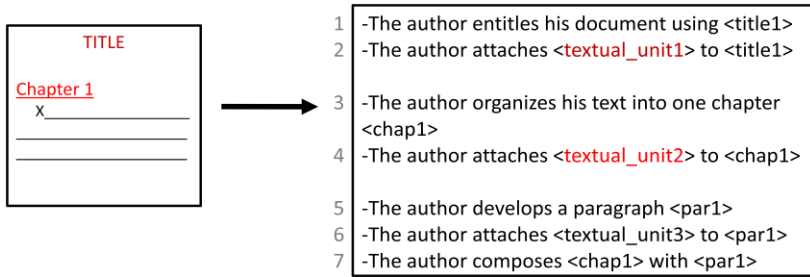 TITLE
Chapter 1
X
1 -The author entitles his document using <title1>
2 -The author attaches <textual_unit1> to <title1>
3 -The author organizes his text into one chapter
<chap1>
4 -The author attaches <textual_unit2> to <chap1>
5 -The author develops a paragraph <par1>
6 -The author attaches <textual_unit3> to <par1>
7 -The author composes <chap1> with <par1>